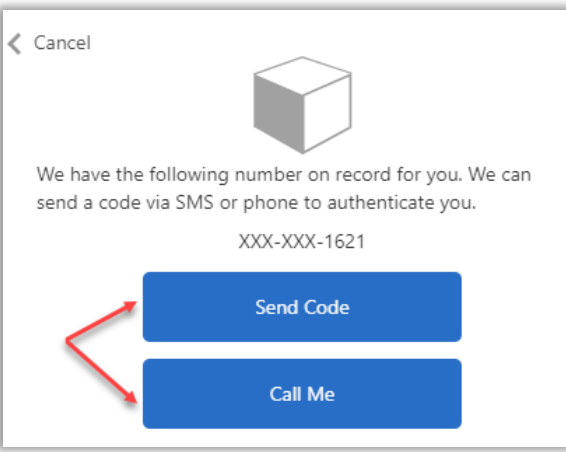 Cancel
We have the following number on record for you. We can
send a code via SMS or phone to authenticate you.
XXX-XXX-1621
Send Code
Call Me